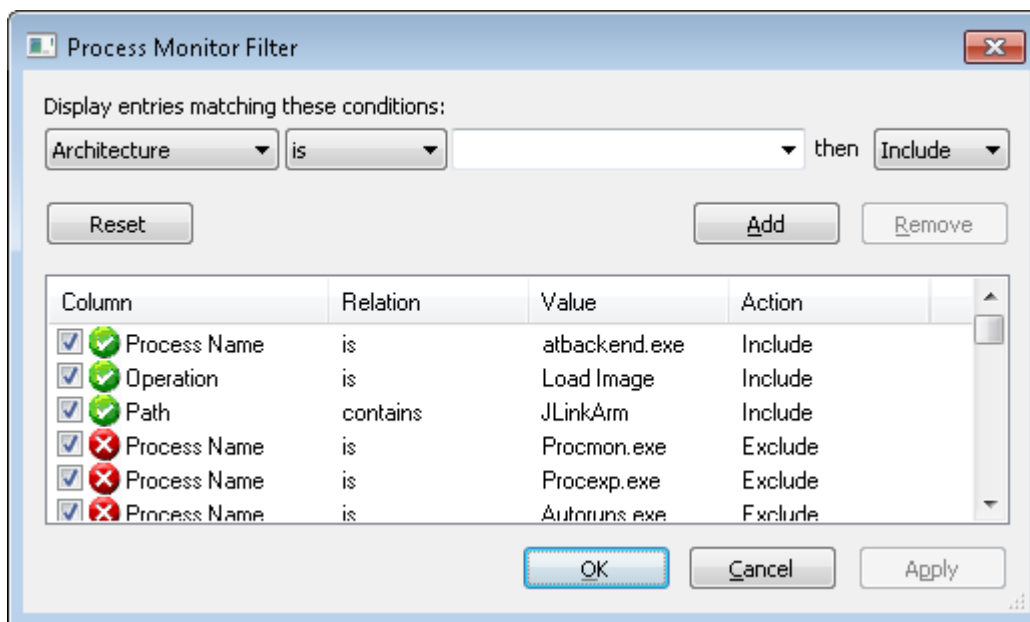 Process Monitor Filter
Display entries matching these conditions:
Architecture is then Include
Reset Add Remove
Column Relation Value Action
Process Name is atbackend.exe Include
Operation is Load Image Include
Path contains JLinkArm Include
Process Name is Procmon.exe Exclude
Process Name is Procexp.exe Exclude
Process Name is Autoruns.exe Exclude
OK Cancel Apply